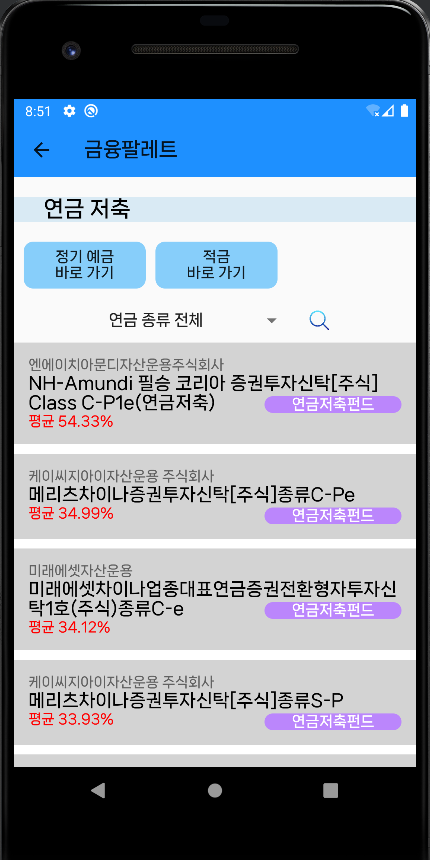 8:51
금융팔레트
연금 저축
정기 예금
바로 가기
적금
바로 가기
연금 종류 전체
엔에이치아문디자산운용주식회사
NH-Amundi 필승 코리아 증권투자신탁[주식]
Class C-P1e(연금저축)
연금저축펀드
평균 54.33%
케이씨지아이자산운용 주식회사
메리츠차이나증권투자신탁[주식]종류C-Pe
평균 34.99%
연금저축펀드
미래에셋자산운용
미래에셋차이나업종대표연금증권전환형자투자신
탁1호(주식)종류C-e
연금저축펀드
평균 34.12%
케이씨지아이자산운용 주식회사
메리츠차이나증권투자신탁[주식]종류S-P
평균 33.93%
연금저축펀드